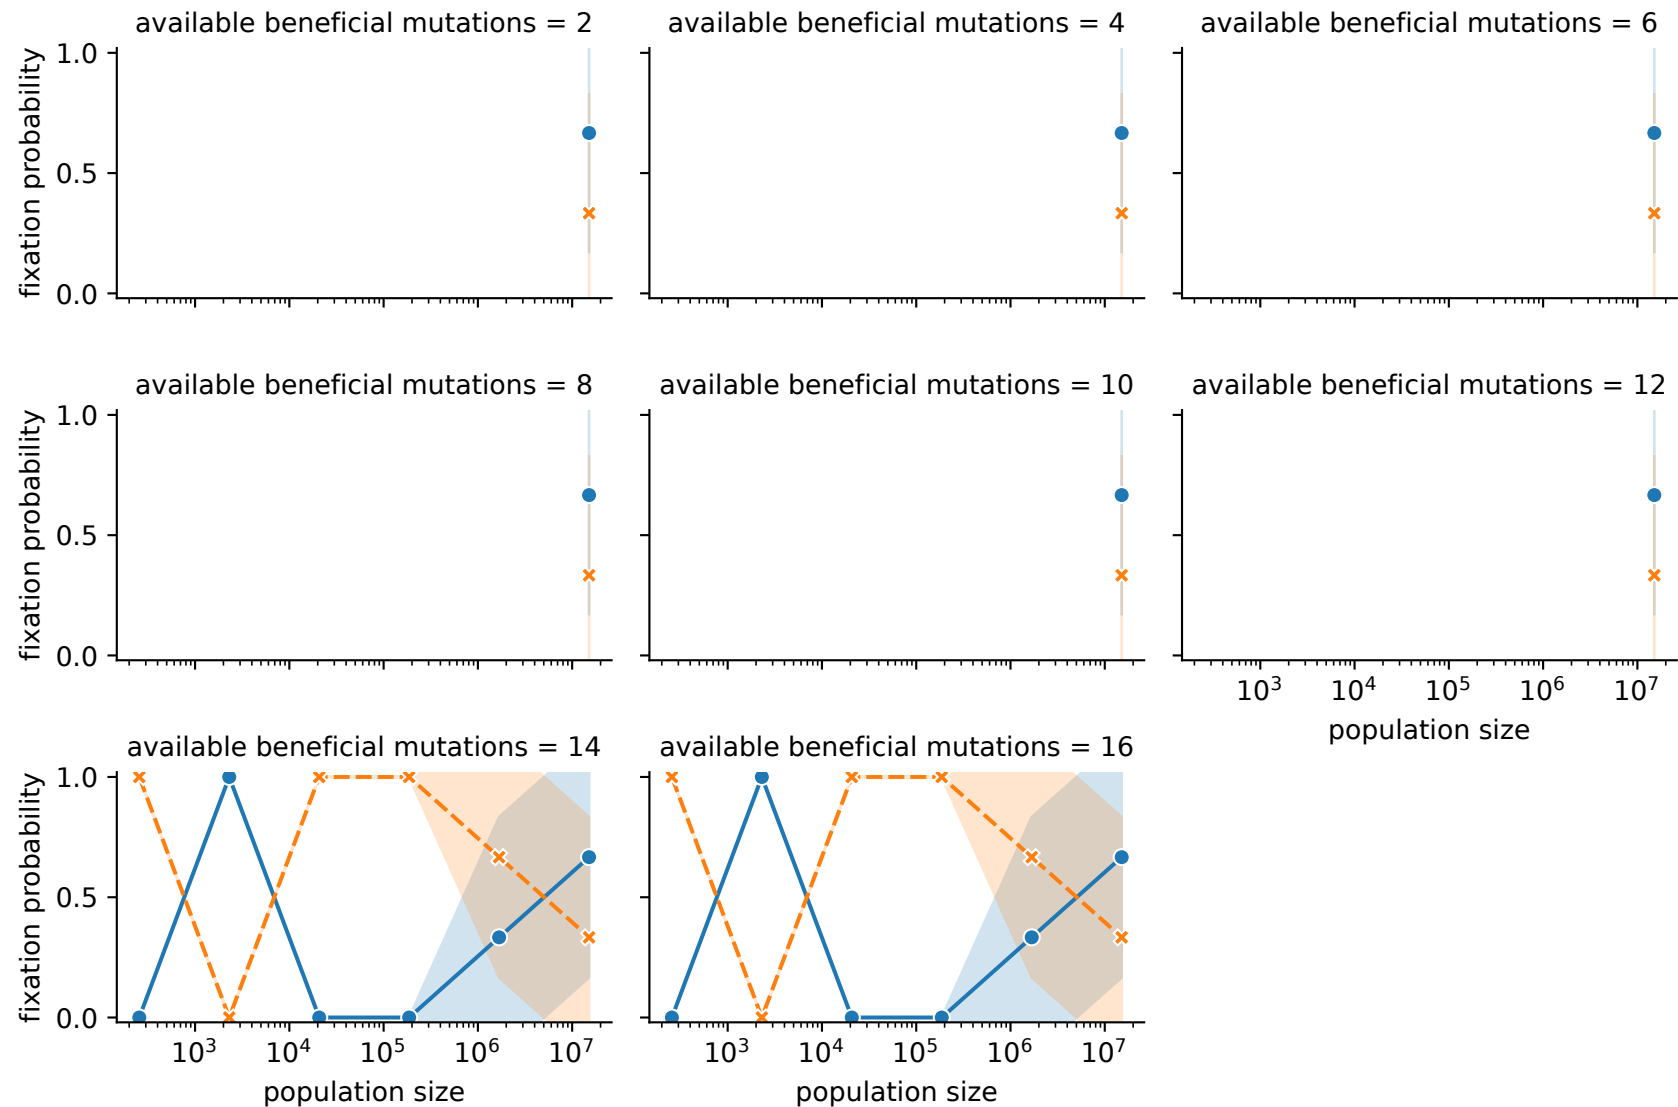 available beneficial mutations = 2
available beneficial mutations = 4
available beneficial mutations = 6
fixation probability
1.0
0.5
0.0
available beneficial mutations = 8
available beneficial mutations = 10
available beneficial mutations = 12
fixation probability
1.0
0.5
0.0
10³ 10⁴ 10⁵ 10⁶ 10⁷
population size
available beneficial mutations = 14
available beneficial mutations = 16
fixation probability
1.0
0.5
0.0
10³ 10⁴ 10⁵ 10⁶ 10⁷
10³ 10⁴ 10⁵ 10⁶ 10⁷
population size
population size